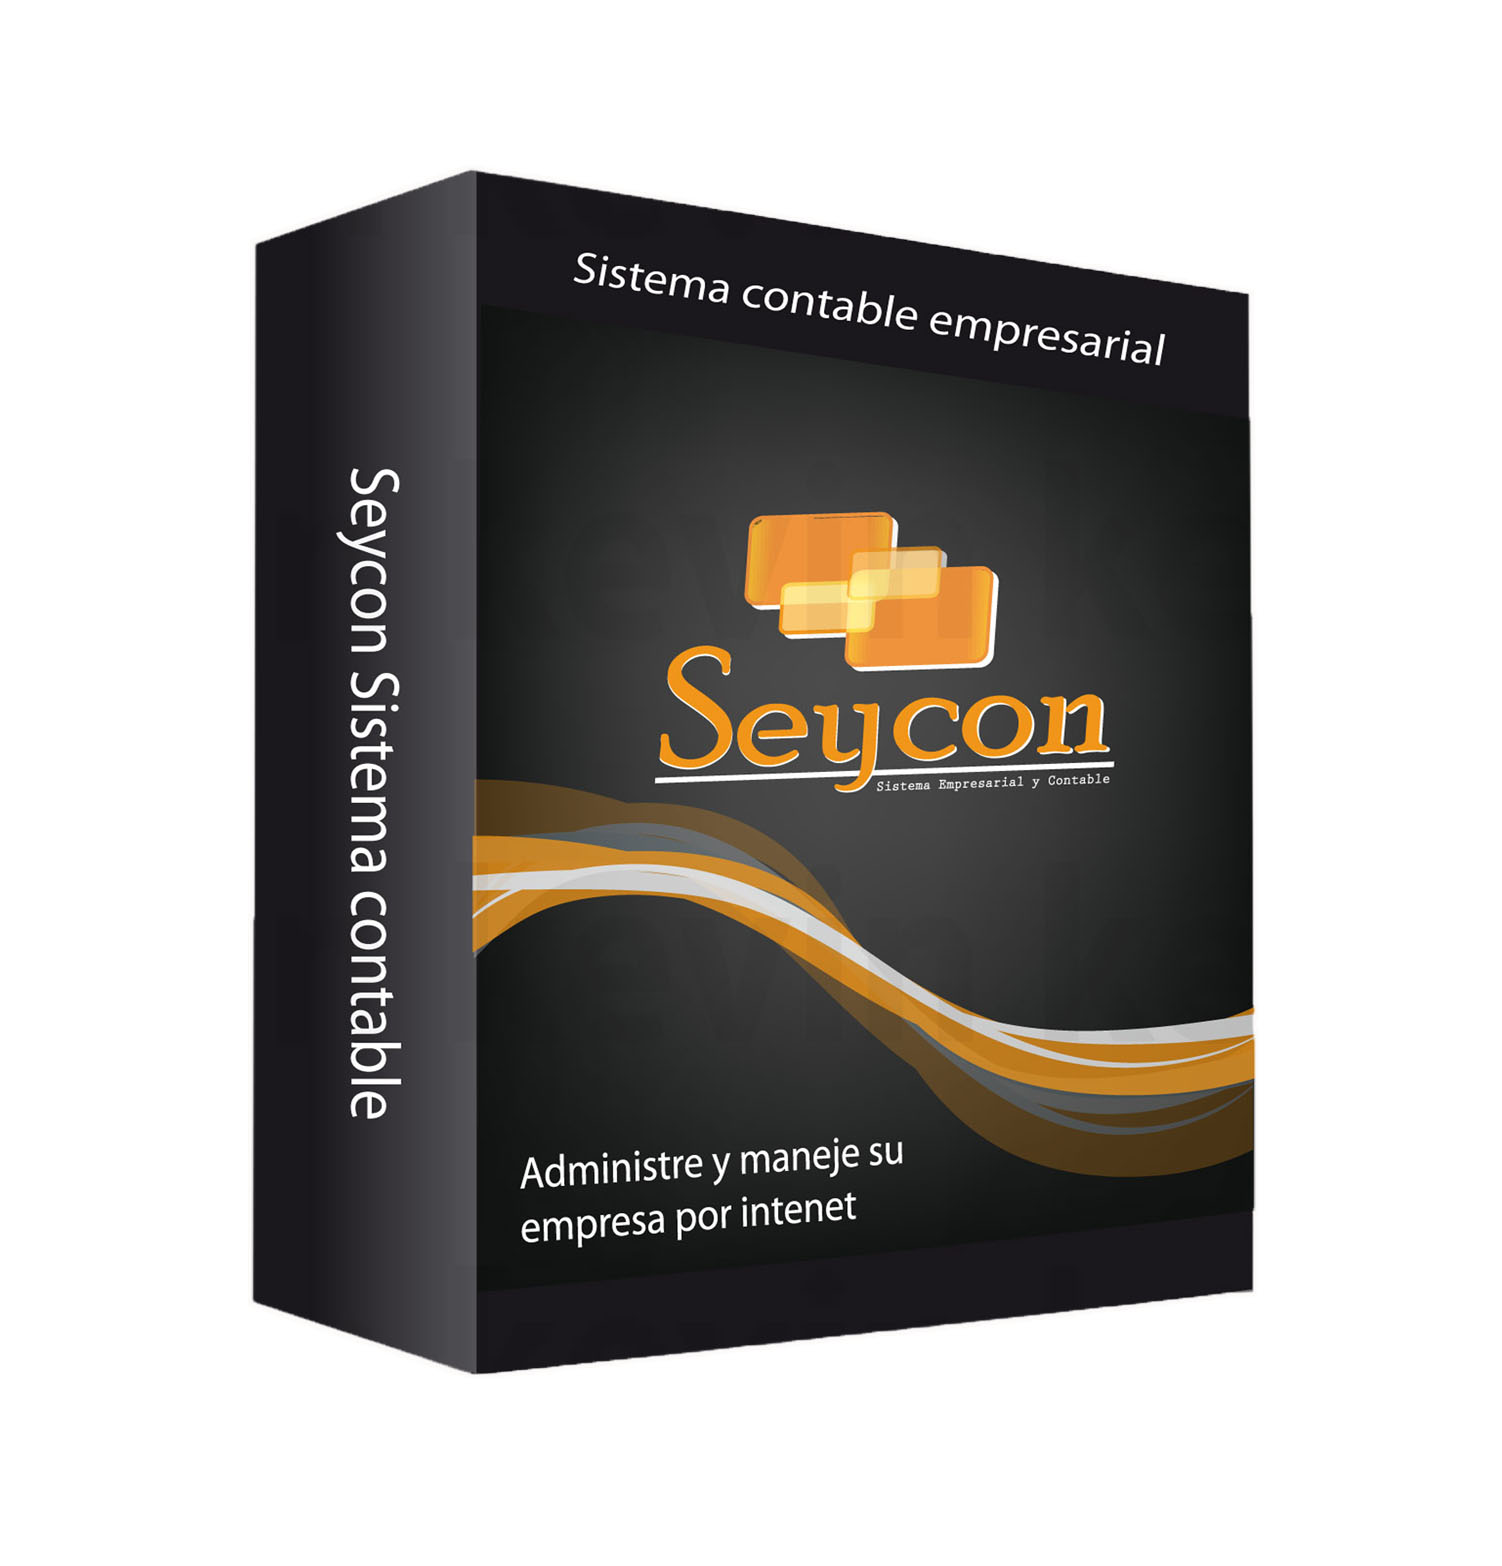 Sistema contable empresarial
Seycon
Sistema Empresarial y Contable
Administre y maneje su
empresa por intenet
Seycon Sistema contable